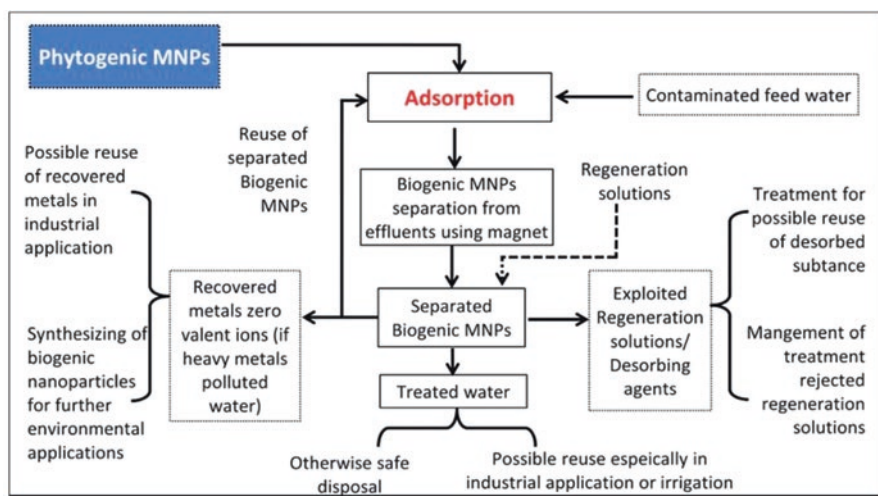 Phytogenic MNPs
Adsorption
Contaminated feed water
Reuse of
separated
Biogenic
MNPs
Possible reuse
of recovered
metals in
industrial
application
Biogenic MNPs
separation from
effluents using magnet
Regeneration
solutions
Treatment for
possible reuse
of desorbed
subtance
Recovered
metals zero
valent ions (if
heavy metals
polluted
water)
Separated
Biogenic MNPs
Exploited
Regeneration
solutions/
Desorbing
agents
Synthesizing of
biogenic
nanoparticles
for further
environmental
applications
Mangement of
treatment
rejected
regeneration
solutions
Treated water
Otherwise safe
disposal
Possible reuse espeically in
industrial application or irrigation